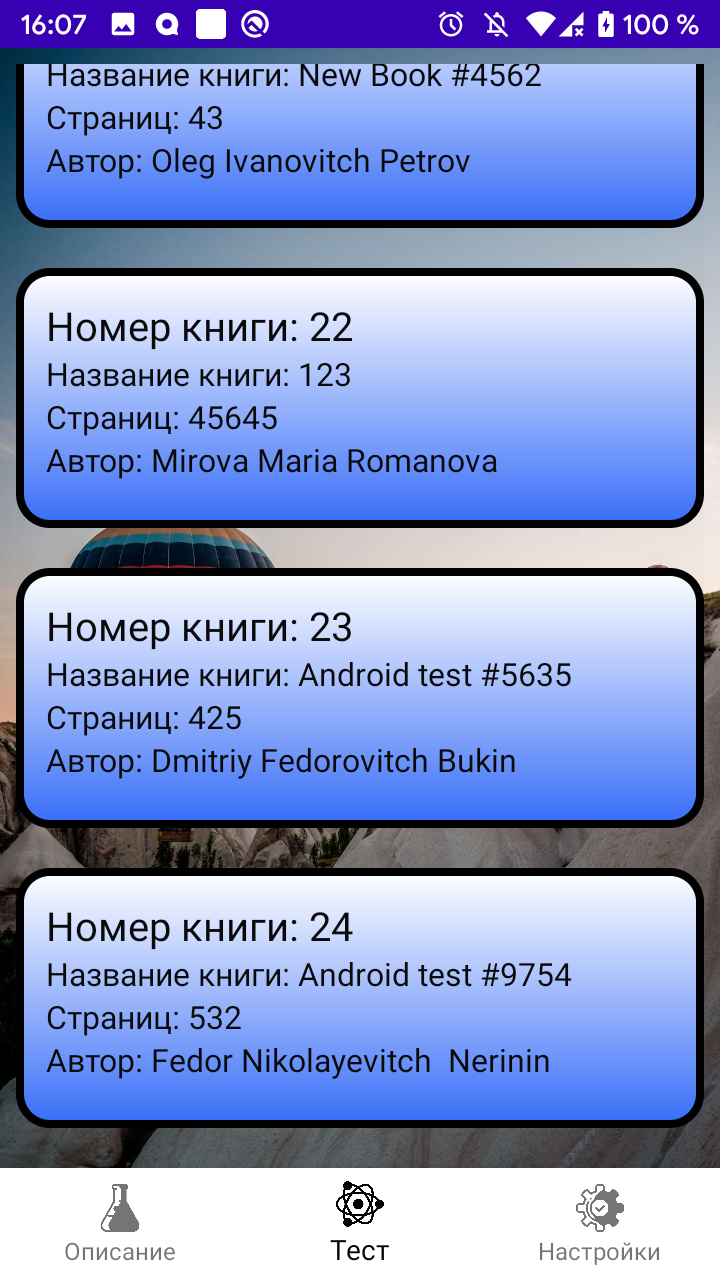 16:07 100 %
Название книги: New Book #4562
Страниц: 43
Автор: Oleg Ivanovitch Petrov
Номер книги: 22
Название книги: 123
Страниц: 45645
Автор: Mirova Maria Romanova
Номер книги: 23
Название книги: Android test #5635
Страниц: 425
Автор: Dmitriy Fedorovitch Bukin
Номер книги: 24
Название книги: Android test #9754
Страниц: 532
Автор: Fedor Nikolayevitch  Nerinin
Описание Тест Настройки